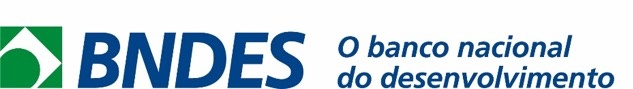 BNDES
O banco nacional
do desenvolvimento